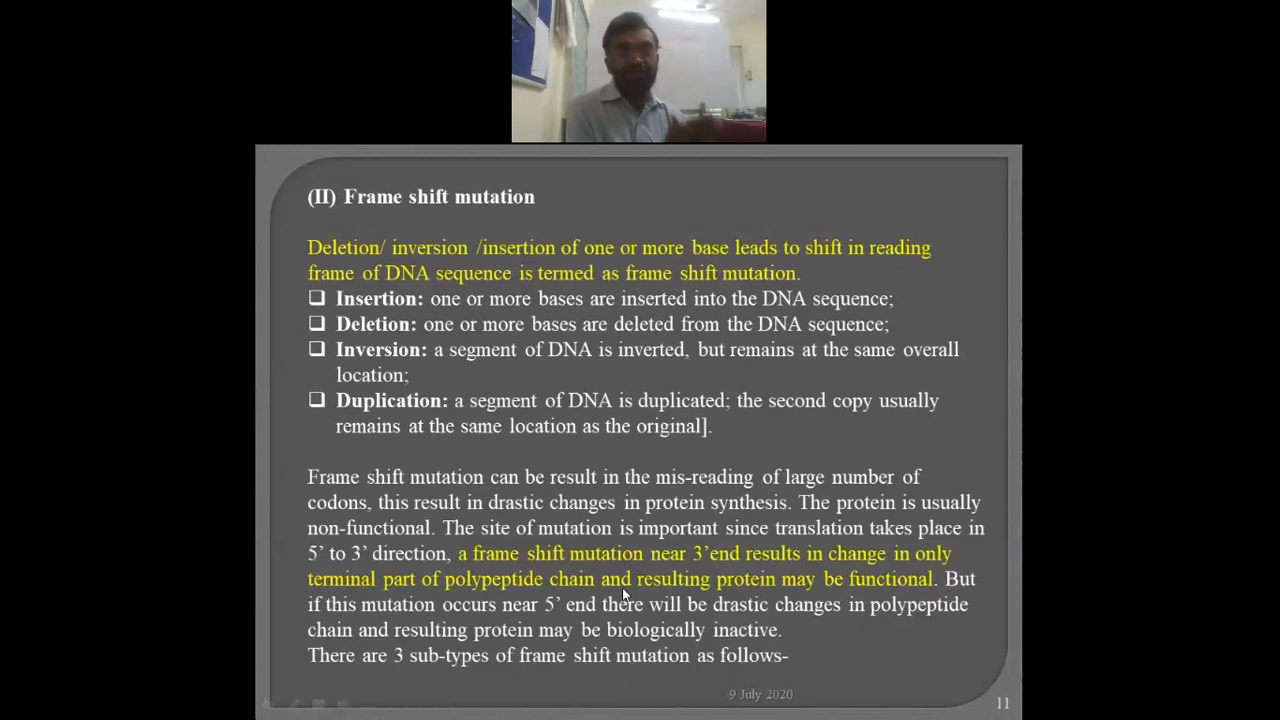 (II) Frame shift mutation
Deletion/ inversion /insertion of one or more base leads to shift in reading
frame of DNA sequence is termed as frame shift mutation.
❑ Insertion: one or more bases are inserted into the DNA sequence;
❑ Deletion: one or more bases are deleted from the DNA sequence;
❑ Inversion: a segment of DNA is inverted, but remains at the same overall
location;
❑ Duplication: a segment of DNA is duplicated; the second copy usually
remains at the same location as the original].
Frame shift mutation can be result in the mis-reading of large number of
codons, this result in drastic changes in protein synthesis. The protein is usually
non-functional. The site of mutation is important since translation takes place in
5’ to 3’ direction, a frame shift mutation near 3’end results in change in only
terminal part of polypeptide chain and resulting protein may be functional. But
if this mutation occurs near 5’ end there will be drastic changes in polypeptide
chain and resulting protein may be biologically inactive.
There are 3 sub-types of frame shift mutation as follows-
9 July 2020
11